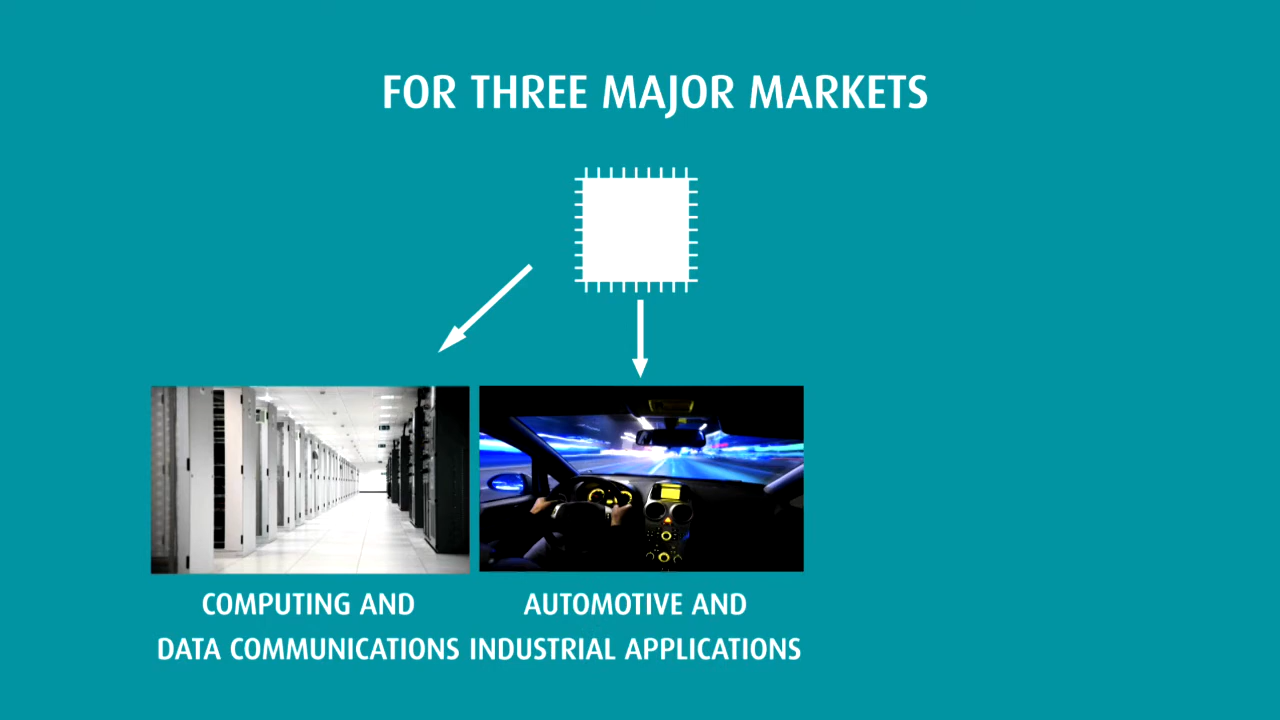 FOR THREE MAJOR MARKETS
COMPUTING AND
DATA COMMUNICATIONS
AUTOMOTIVE AND
INDUSTRIAL APPLICATIONS